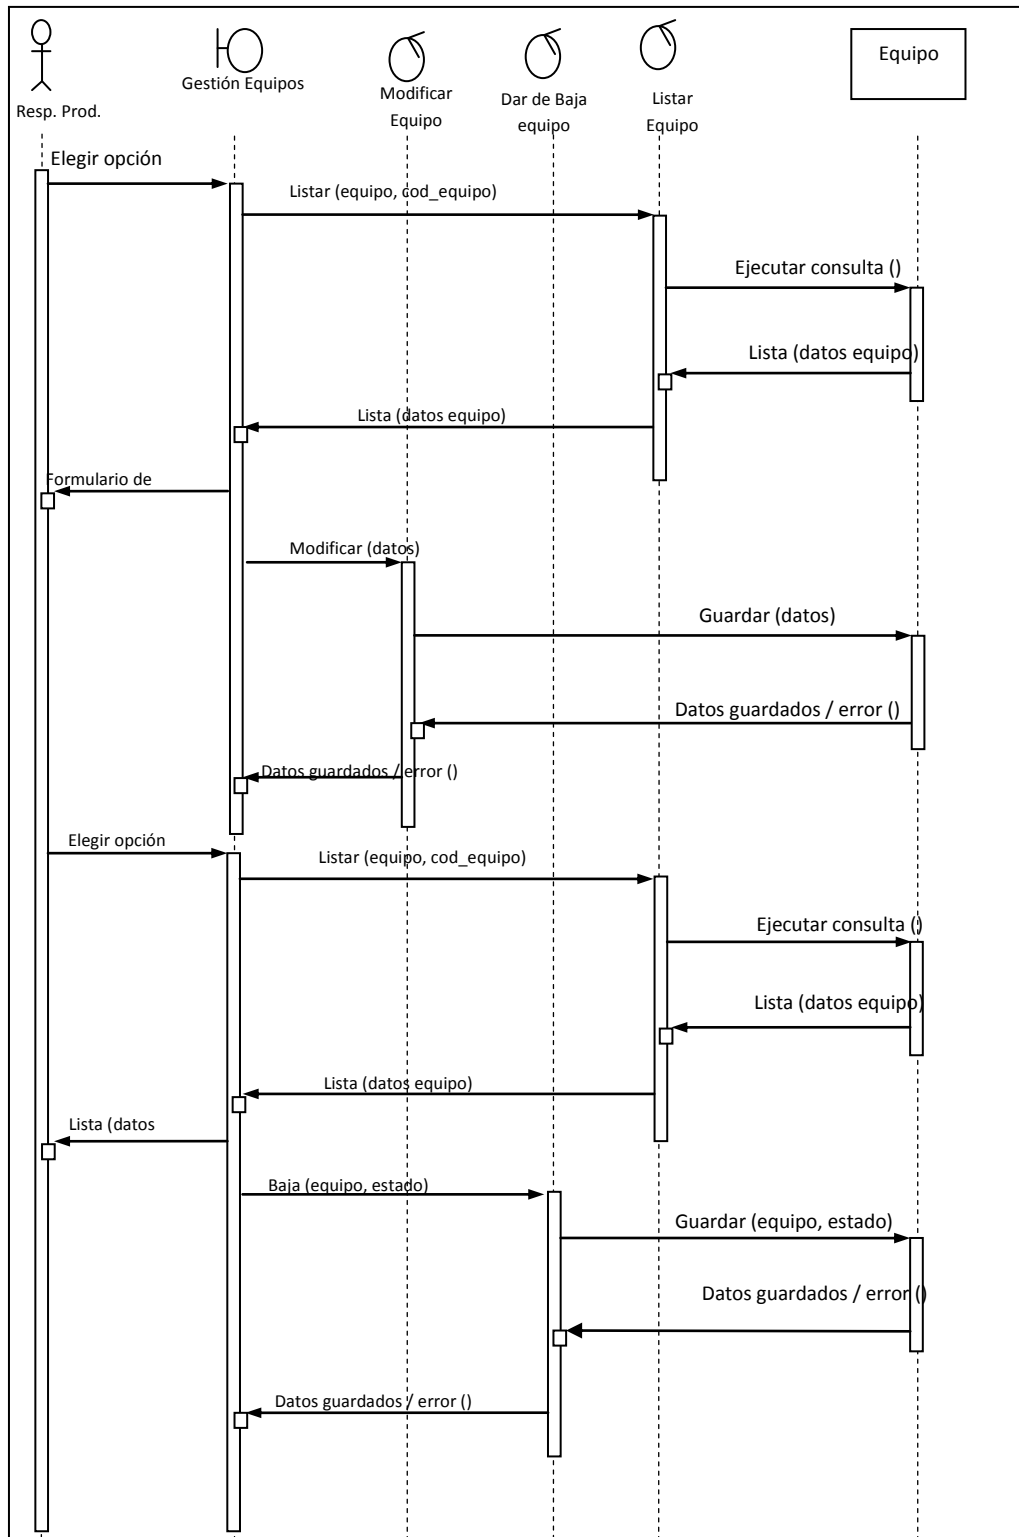 Resp. Prod.
Gestión Equipos
Modificar
Equipo
Dar de Baja
equipo
Listar
Equipo
Equipo
Elegir opción
Listar (equipo, cod_equipo)
Ejecutar consulta ()
Lista (datos equipo)
Lista (datos equipo)
Formulario de
Modificar (datos)
Guardar (datos)
Datos guardados / error ()
Datos guardados / error ()
Elegir opción
Listar (equipo, cod_equipo)
Ejecutar consulta ()
Lista (datos equipo)
Lista (datos equipo)
Lista (datos
Baja (equipo, estado)
Guardar (equipo, estado)
Datos guardados / error ()
Datos guardados / error ()